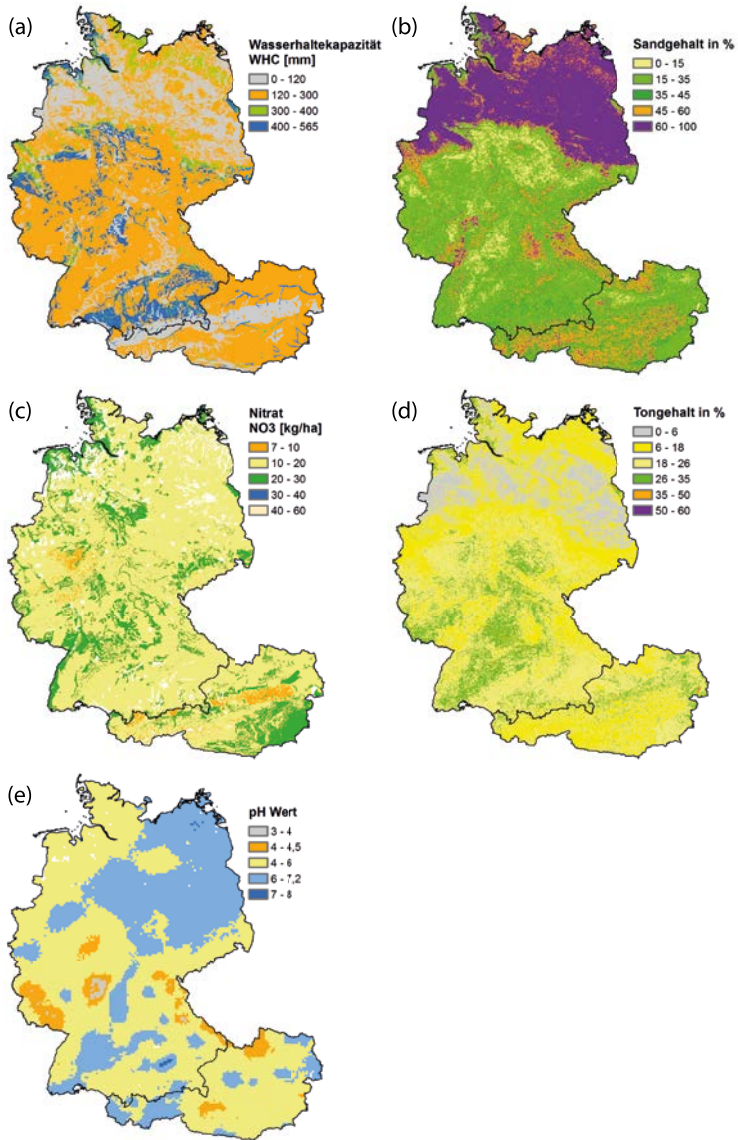 (a)
Wasserhaltekapazität
WHC [mm]
0 - 120
120 - 300
300 - 400
400 - 565
(b)
Sandgehalt in %
0 - 15
15 - 35
35 - 45
45 - 60
60 - 100
(c)
Nitrat
NO3 [kg/ha]
7 - 10
10 - 20
20 - 30
30 - 40
40 - 60
(d)
Tongehalt in %
0 - 6
6 - 18
18 - 26
26 - 35
35 - 50
50 - 60
(e)
pH Wert
3 - 4
4 - 4,5
4 - 6
6 - 7,2
7 - 8